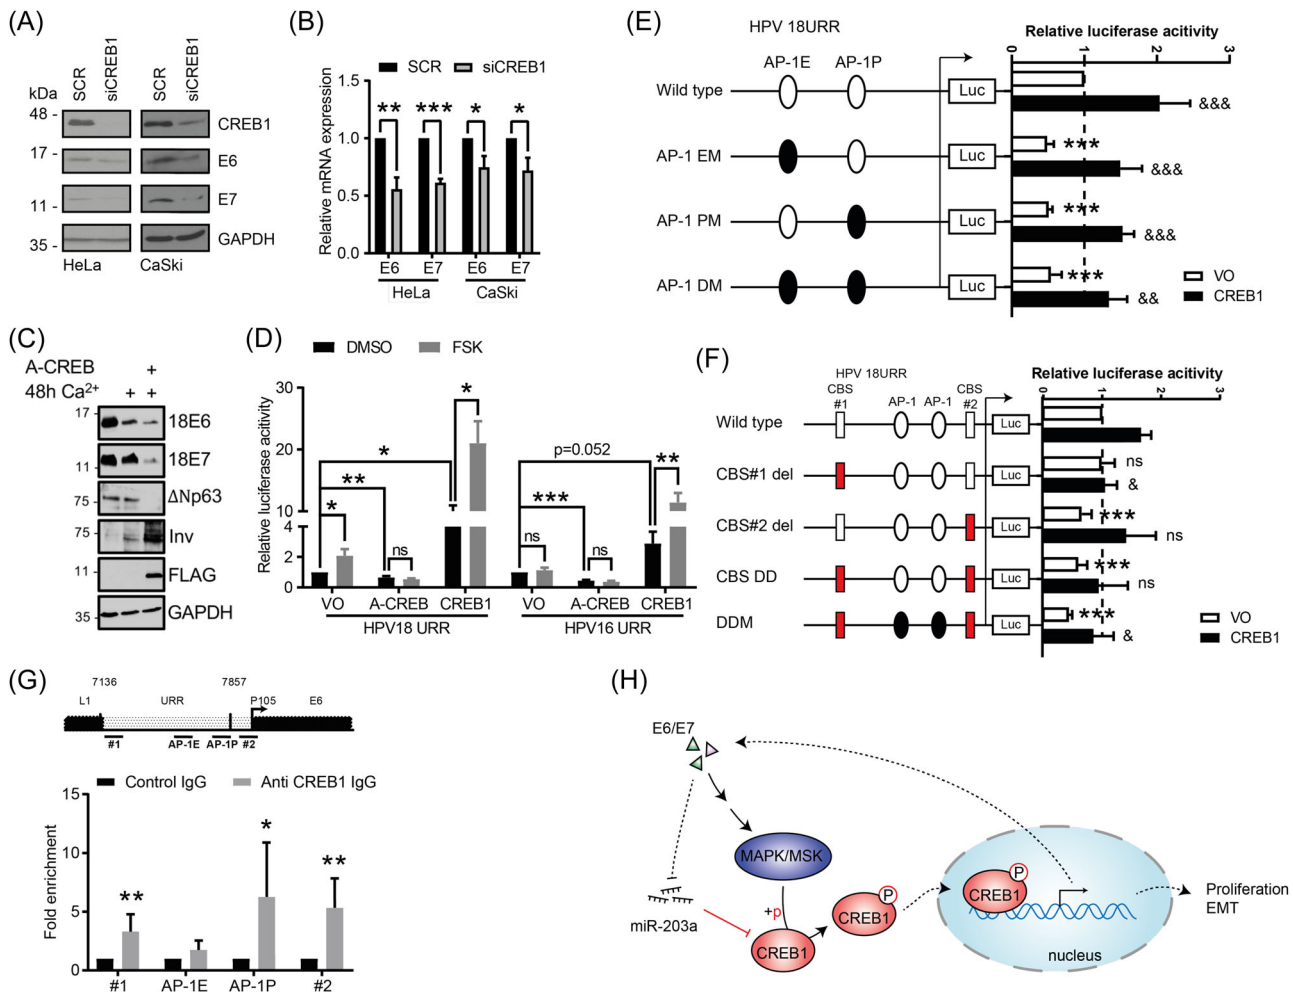 (A)
SCR
siCREB1
SCR
siCREB1
kDa
48 -
CREB1
17 -
E6
11 -
E7
35 -
GAPDH
HeLa
CaSki
(B)
SCR
siCREB1
Relative mRNA expression
1.5
1.0
0.5
0.0
**
***
*
*
E6
E7
E6
E7
HeLa
CaSki
(C)
A-CREB +
48h Ca2+ + +
17 -
18E6
11 -
18E7
75 -
ΔNp63
75 -
Inv
11 -
FLAG
35 -
GAPDH
(D)
DMSO
FSK
Relative luciferase acitivity
30
20
10
4
2
0
*
**
*
ns
*
p=0.052
***
ns
ns
**
VO
A-CREB
CREB1
VO
A-CREB
CREB1
HPV18 URR
HPV16 URR
(E)
HPV 18URR
Relative luciferase acitivity
AP-1E
AP-1P
0
1
2
3
Wild type
Luc
&&&
AP-1 EM
Luc
***
&&&
AP-1 PM
Luc
***
&&&
AP-1 DM
Luc
***
&&
VO
CREB1
(F)
HPV 18URR
Relative luciferase acitivity
CBS
#1
AP-1
AP-1
CBS
#2
0
1
2
3
Wild type
Luc
CBS#1 del
Luc
ns
&
CBS#2 del
Luc
***
ns
CBS DD
Luc
***
ns
DDM
Luc
***
&
VO
CREB1
(G)
7136
7857
L1
URR
P105
E6
#1
AP-1E
AP-1P
#2
Control IgG
Anti CREB1 IgG
Fold enrichment
15
10
5
0
**
*
**
#1
AP-1E
AP-1P
#2
(H)
E6/E7
MAPK/MSK
miR-203a
+p
CREB1
P
CREB1
P
CREB1
nucleus
Proliferation
EMT